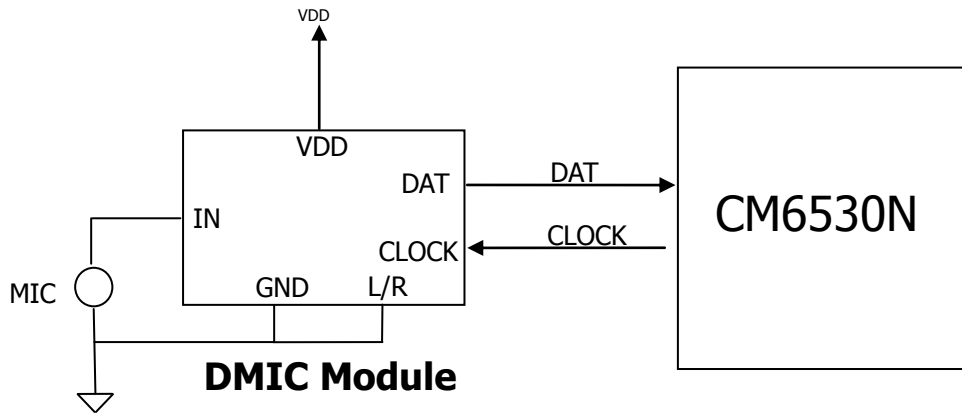 VDD
VDD
DAT
DAT
IN
CM6530N
CLOCK
CLOCK
MIC
GND
L/R
DMIC Module